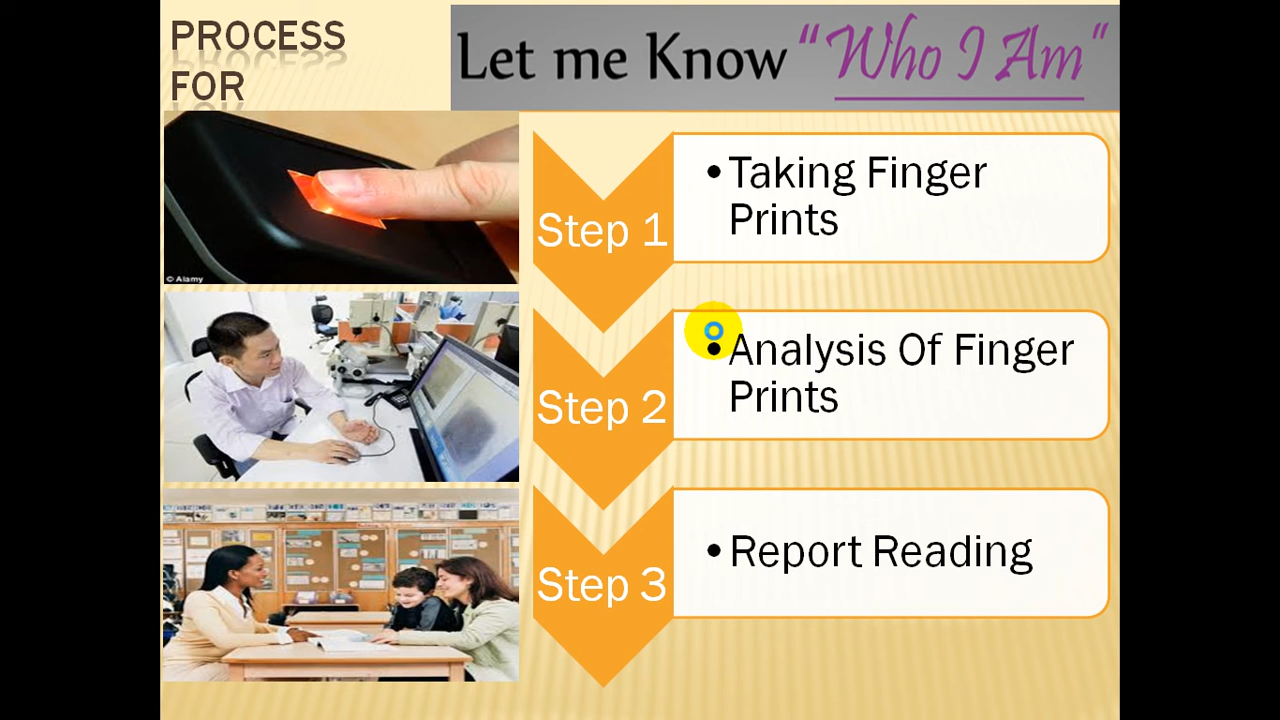 PROCESS
FOR
Let me Know "Who I Am"
© Alamy
Step 1
•Taking Finger
Prints
Step 2
•Analysis Of Finger
Prints
Step 3
•Report Reading